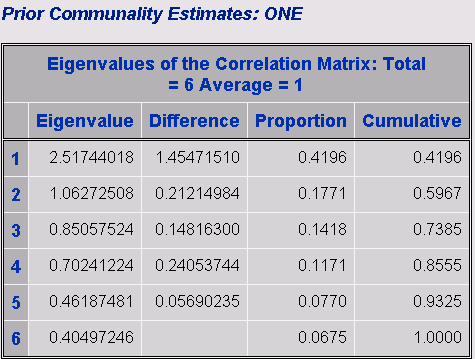 Prior Communality Estimates: ONE
Eigenvalues of the Correlation Matrix: Total
= 6 Average = 1
Eigenvalue Difference Proportion Cumulative
1 2.51744018 1.45471510 0.4196 0.4196
2 1.06272508 0.21214984 0.1771 0.5967
3 0.85057524 0.14816300 0.1418 0.7385
4 0.70241224 0.24053744 0.1171 0.8555
5 0.46187481 0.05690235 0.0770 0.9325
6 0.40497246 0.0675 1.0000